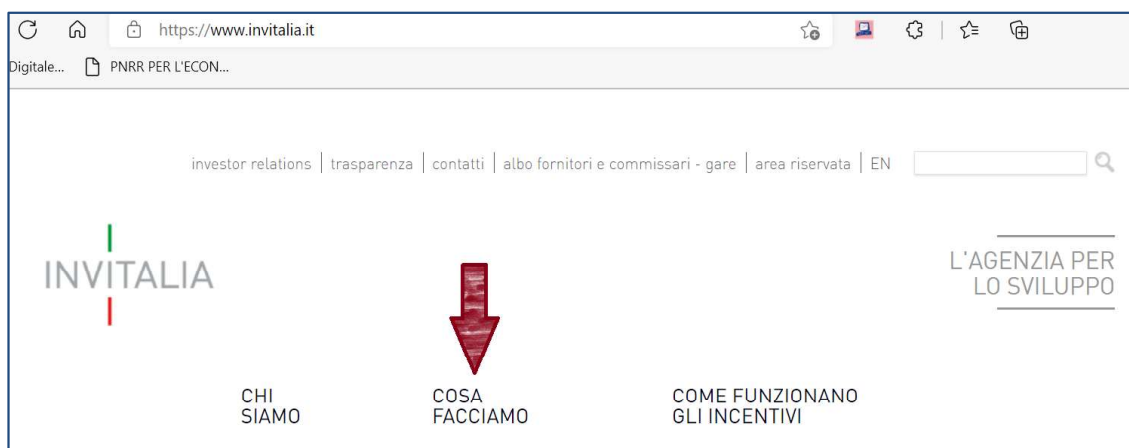 https://www.invitalia.it
Digitale... PNRR PER L'ECON...
investor relations | trasparenza | contatti | albo fornitori e commissari - gare | area riservata | EN
INVITALIA
L'AGENZIA PER
LO SVILUPPO
CHI
SIAMO
COSA
FACCIAMO
COME FUNZIONANO
GLI INCENTIVI